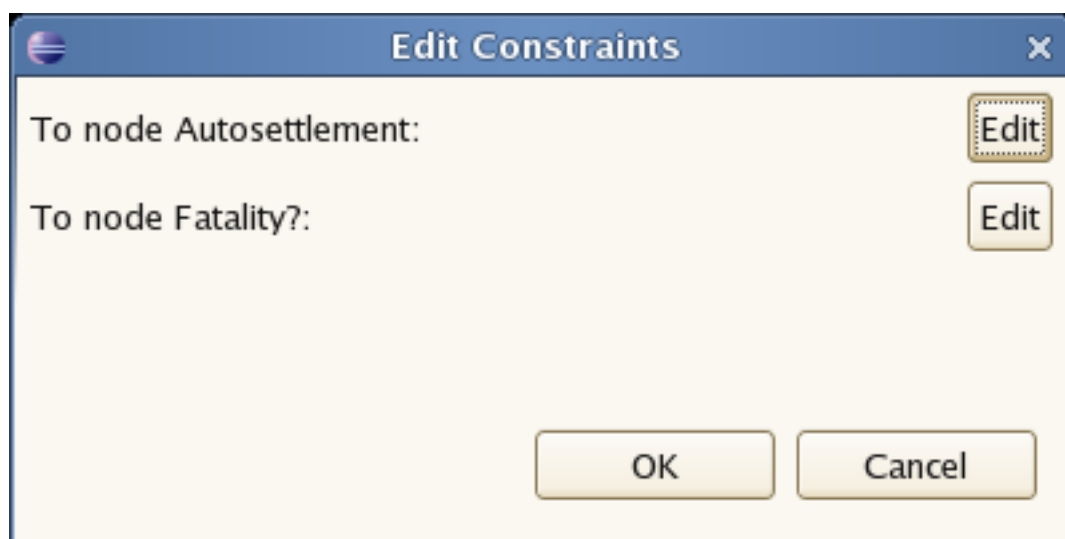 Edit Constraints
To node Autosettlement: Edit
To node Fatality?: Edit
OK Cancel